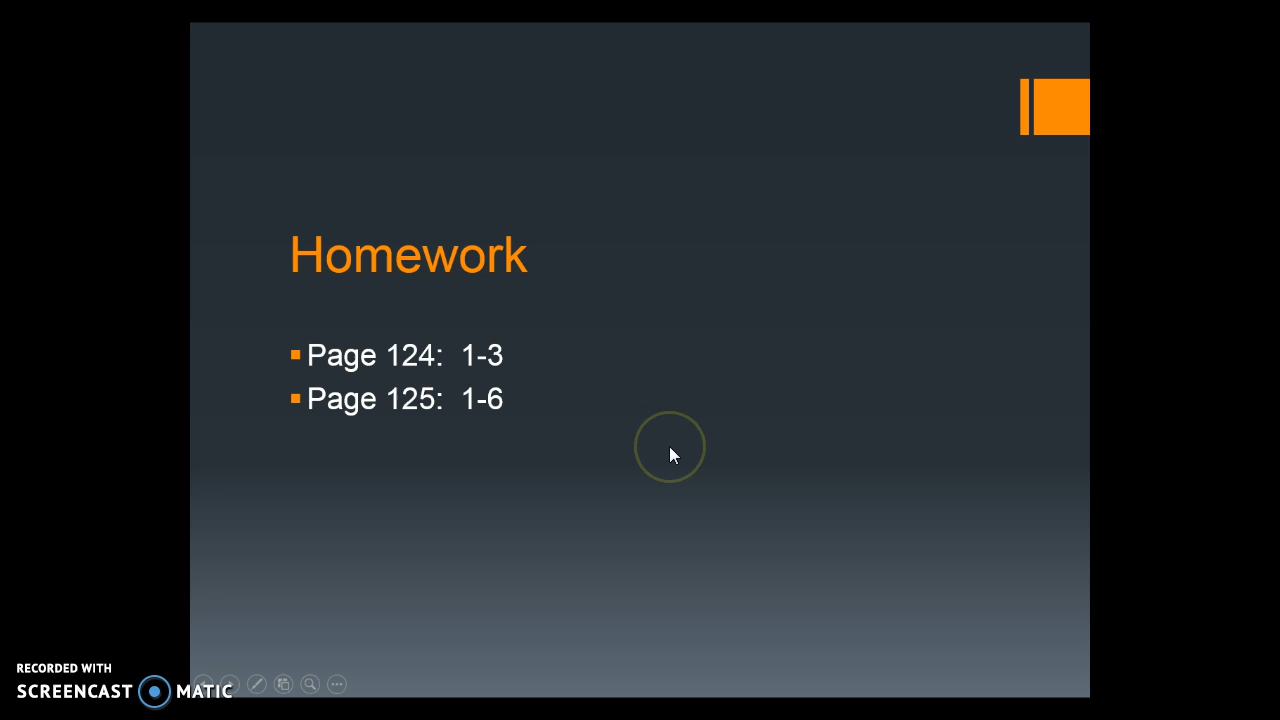 Homework
Page 124: 1-3
Page 125: 1-6
RECORDED WITH
SCREENCAST MATIC